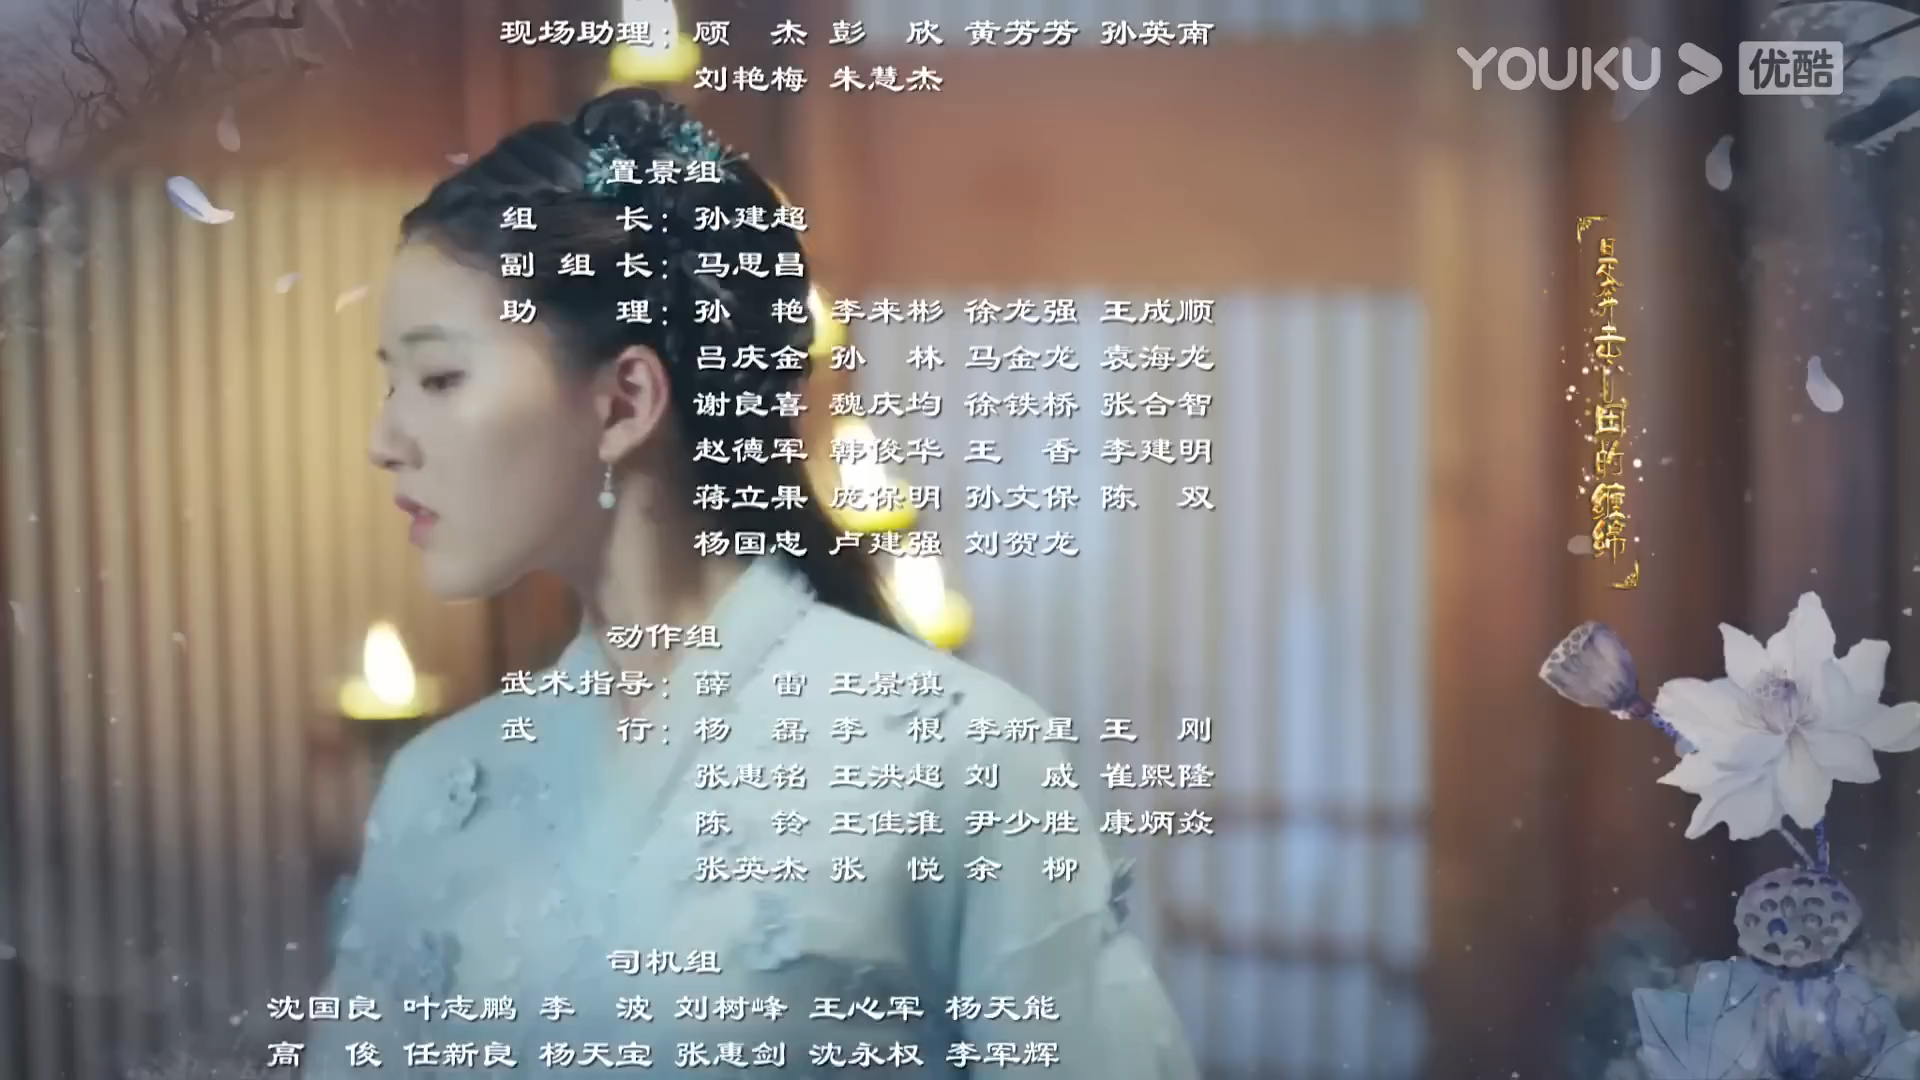 现场助理：顾　杰 彭　欣 黄芳芳 孙英南
刘艳梅 朱慧杰
YOUKU 优酷
置景组
组　　长：孙建超
副 组 长：马思昌
助　　理：孙　艳 李来彬 徐龙强 王成顺
吕庆金 孙　林 马金龙 袁海龙
谢良喜 魏庆均 徐铁桥 张合智
赵德军 韩俊华 王　香 李建明
蒋立果 庞保明 孙文保 陈　双
杨国忠 卢建强 刘贺龙
的缠绵
动作组
武术指导：薛　雷 王景镇
武　　行：杨　磊 李　根 李新星 王　刚
张惠铭 王洪超 刘　威 崔熙隆
陈　铃 王佳淮 尹少胜 康炳焱
张英杰 张　悦 余　柳
司机组
沈国良 叶志鹏 李　波 刘树峰 王心军 杨天能
高　俊 任新良 杨天宝 张惠剑 沈永权 李军辉